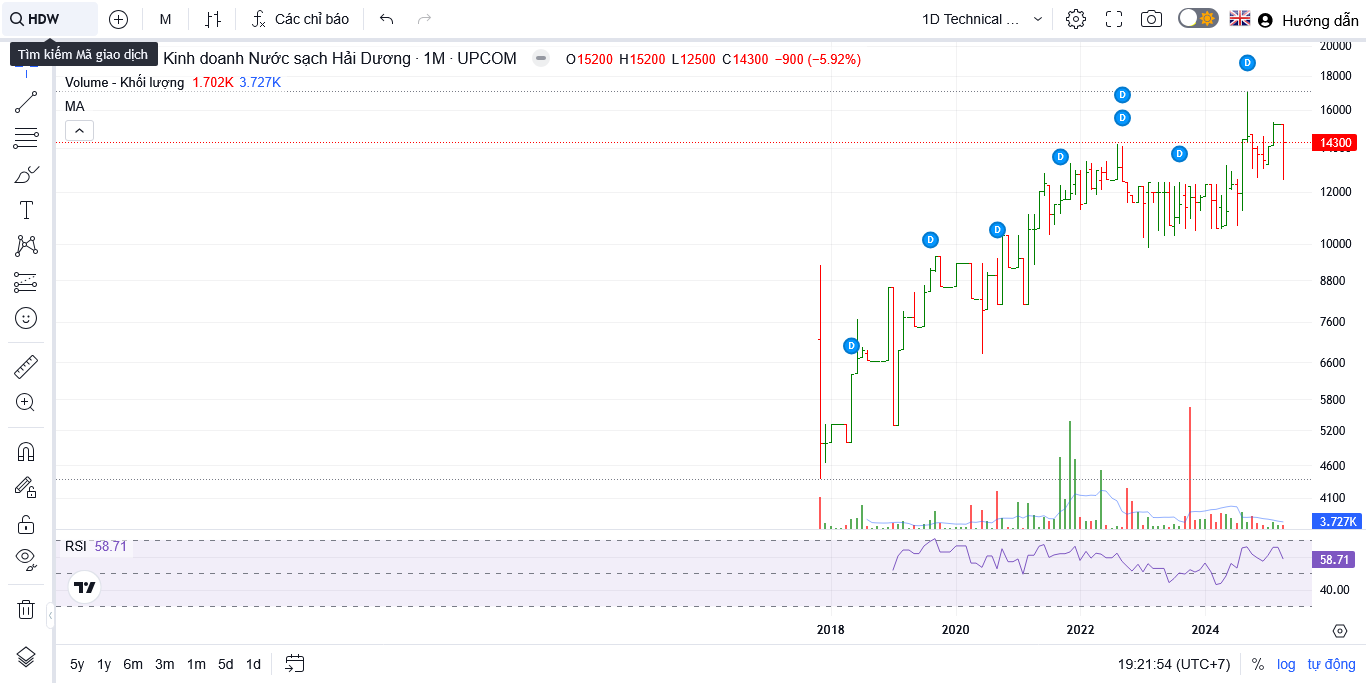 HDW
M
Các chỉ báo
1D Technical ...
Hướng dẫn
Tìm kiếm Mã giao dịch
Kinh doanh Nước sạch Hải Dương · 1M · UPCOM
O15200 H15200 L12500 C14300 −900 (−5.92%)
Volume - Khối lượng 1.702K 3.727K
MA
D
D
D
D
D
D
D
D
20000
18000
16000
14300
12000
10000
8800
7600
6600
5800
5200
4600
4100
3.727K
RSI 58.71
58.71
40.00
2018
2020
2022
2024
5y 1y 6m 3m 1m 5d 1d
19:21:54 (UTC+7)
% log tự động